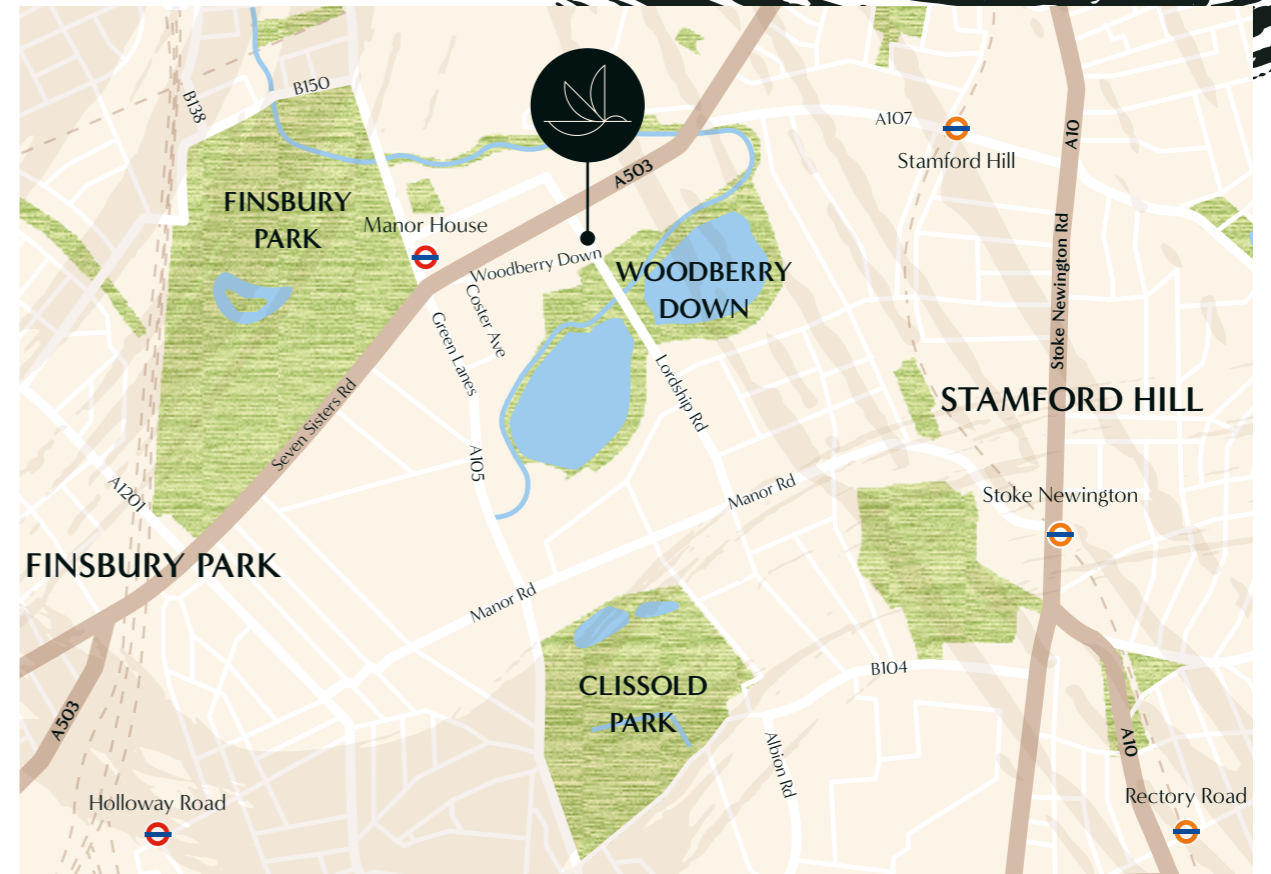 B138
B150
A107
Stamford Hill
A10
A503
FINSBURY
PARK
Manor House
Woodberry Down
WOODBERRY
DOWN
Coster Ave
Green Lanes
Stoke Newington Rd
Lordship Rd
STAMFORD HILL
Seven Sisters Rd
A105
A1201
Manor Rd
Stoke Newington
FINSBURY PARK
Manor Rd
CLISSOLD
PARK
B104
A503
Albion Rd
A10
Holloway Road
Rectory Road